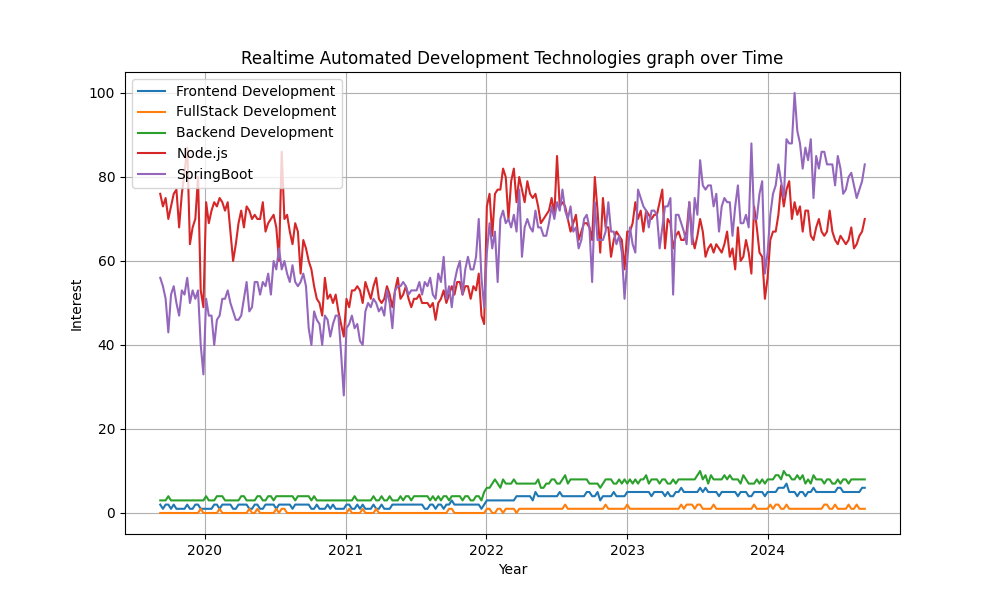 Realtime Automated Development Technologies graph over Time
Frontend Development
FullStack Development
Backend Development
Node.js
SpringBoot
Interest
100
80
60
40
20
0
2020 2021 2022 2023 2024
Year